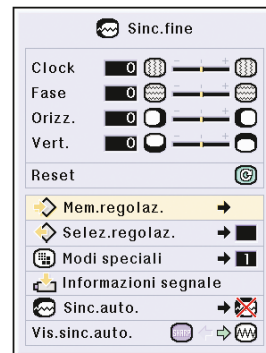 Sinc.fine
Clock 0
Fase 0
Orizz. 0
Vert. 0
Reset
Mem.regolaz.
Selez.regolaz.
Modi speciali 1
Informazioni segnale
Sinc.auto.
Vis.sinc.auto.